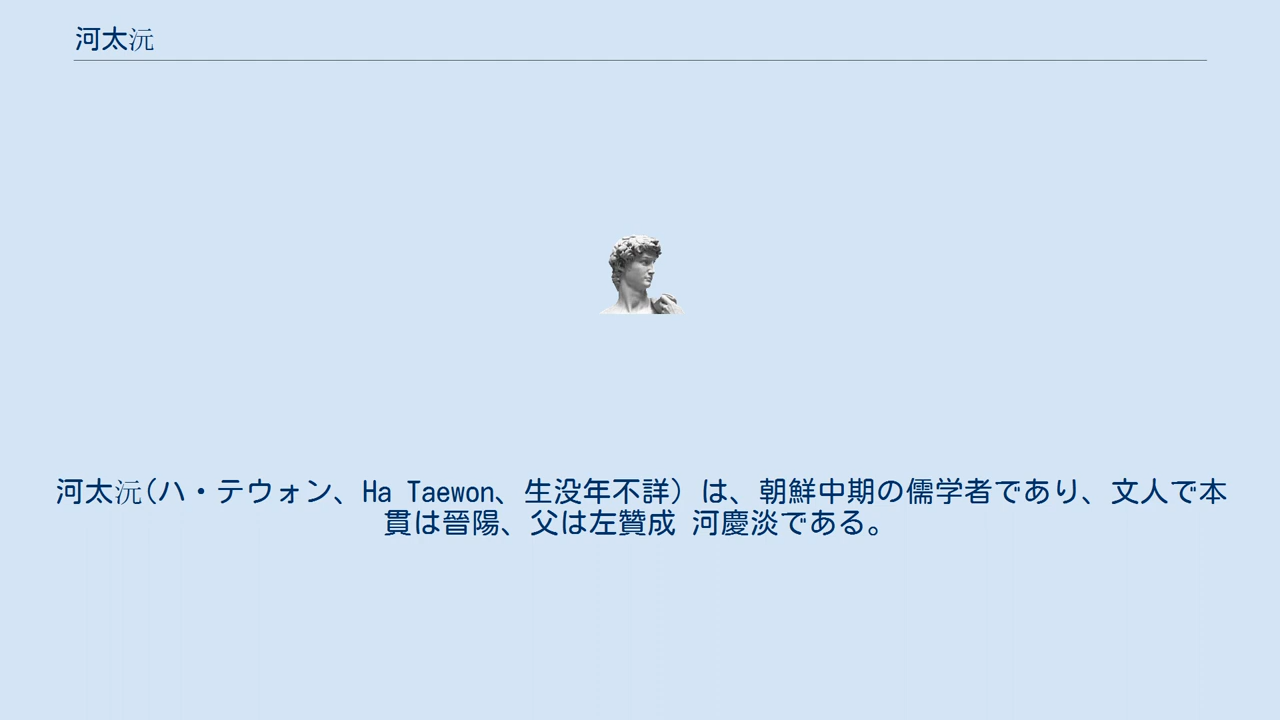 河太沅
河太沅(ハ・テウォン、Ha Taewon、生没年不詳) は、朝鮮中期の儒学者であり、文人で本
貫は晉陽、父は左贊成 河慶淡である。